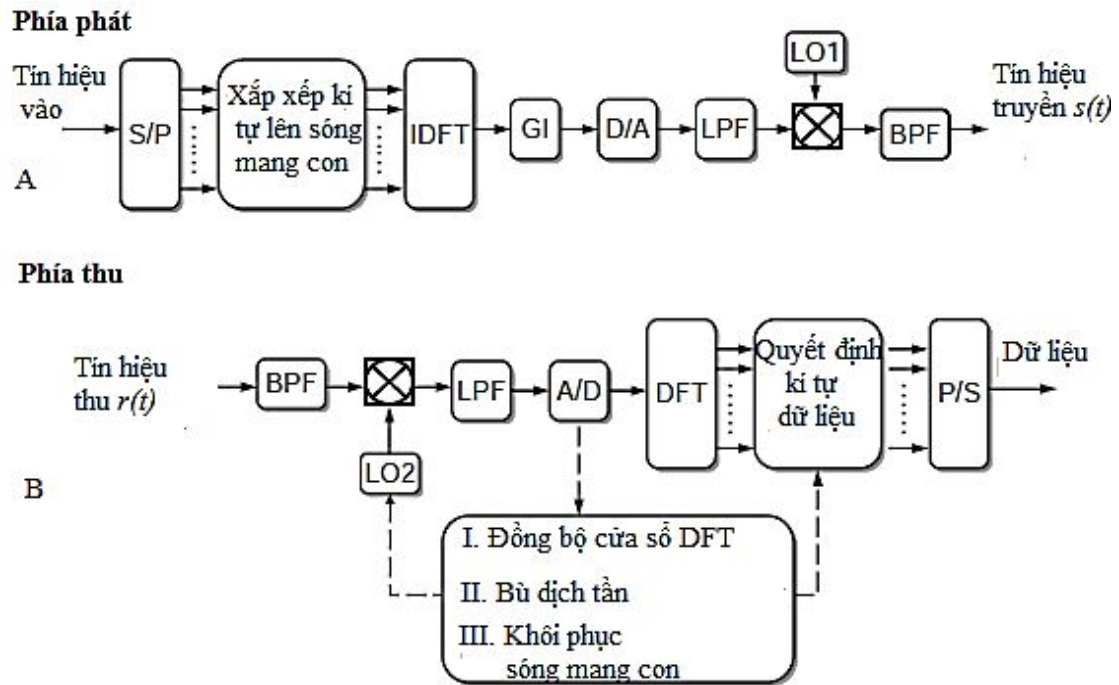 Phía phát
Tín hiệu
vào
S/P
Xắp xếp kí
tự lên sóng
mang con
IDFT
GI
D/A
LPF
LO1
BPF
Tín hiệu
truyền s(t)
A
Phía thu
Tín hiệu
thu r(t)
BPF
LO2
LPF
A/D
DFT
Quyết định
kí tự
dữ liệu
P/S
Dữ liệu
B
I. Đồng bộ cửa sổ DFT
II. Bù dịch tần
III. Khôi phục
sóng mang con